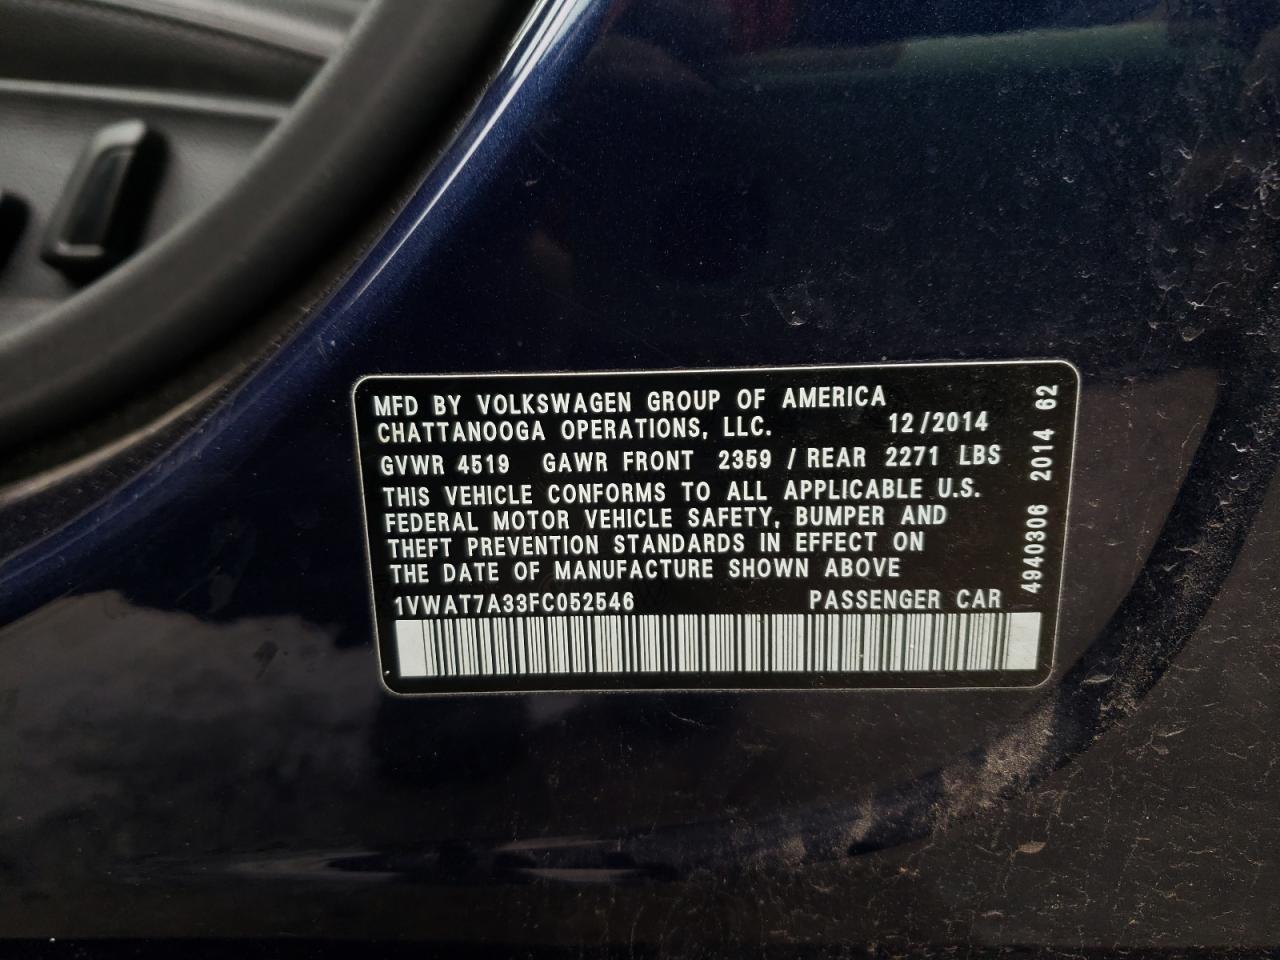 MFD BY VOLKSWAGEN GROUP OF AMERICA
CHATTANOOGA OPERATIONS, LLC. 12/2014
GVWR 4519 GAWR FRONT 2359 / REAR 2271 LBS
THIS VEHICLE CONFORMS TO ALL APPLICABLE U.S.
FEDERAL MOTOR VEHICLE SAFETY, BUMPER AND
THEFT PREVENTION STANDARDS IN EFFECT ON
THE DATE OF MANUFACTURE SHOWN ABOVE
1VWAT7A33FC052546 PASSENGER CAR
4940306 2014 62